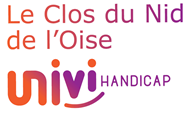 Le Clos du Nid
de l'Oise
univi HANDICAP